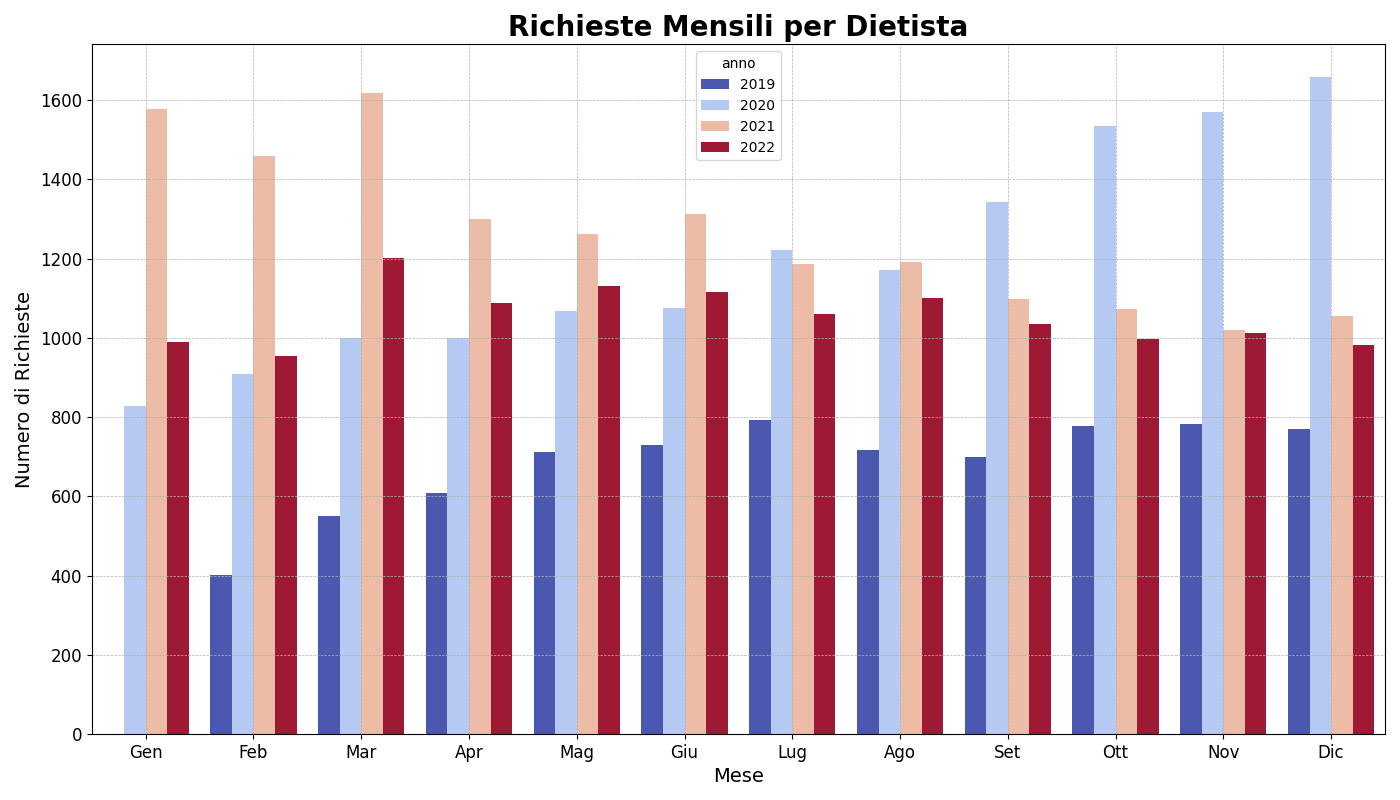 Richieste Mensili per Dietista
anno
2019
2020
2021
2022
Numero di Richieste
1600
1400
1200
1000
800
600
400
200
0
Gen Feb Mar Apr Mag Giu Lug Ago Set Ott Nov Dic
Mese